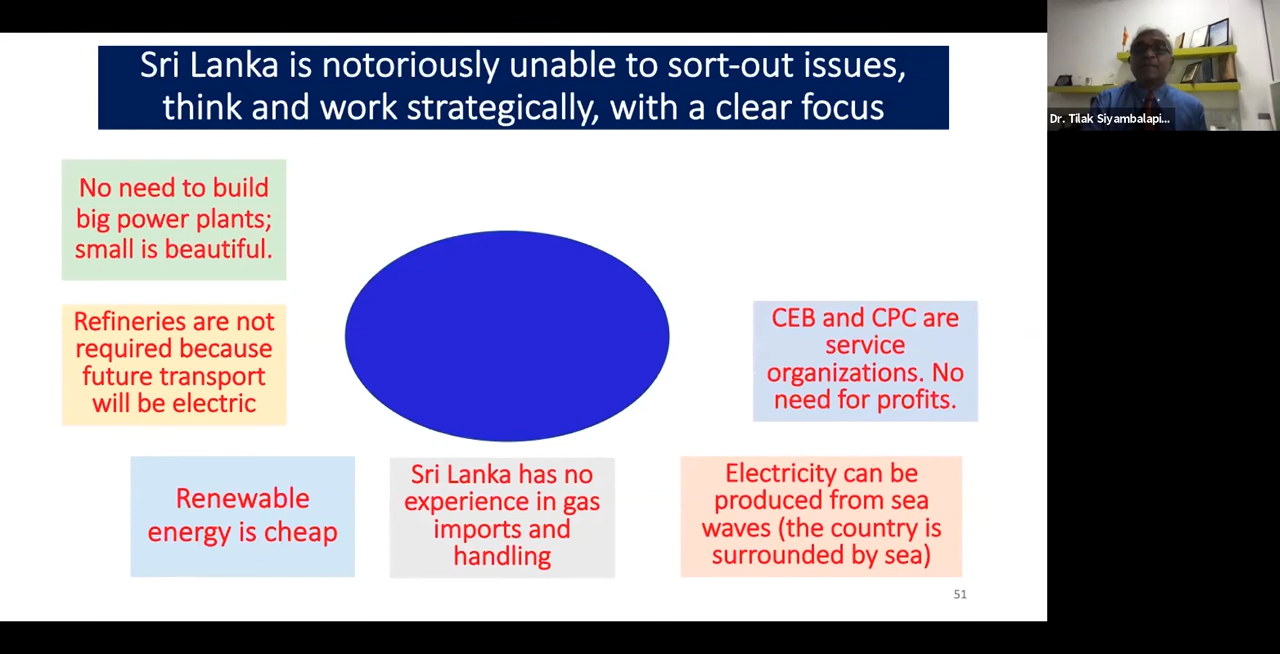 Sri Lanka is notoriously unable to sort-out issues,
think and work strategically, with a clear focus
Dr. Tilak Siyambalapi...
No need to build
big power plants;
small is beautiful.
Refineries are not
required because
future transport
will be electric
CEB and CPC are
service
organizations. No
need for profits.
Renewable
energy is cheap
Sri Lanka has no
experience in gas
imports and
handling
Electricity can be
produced from sea
waves (the country is
surrounded by sea)
51